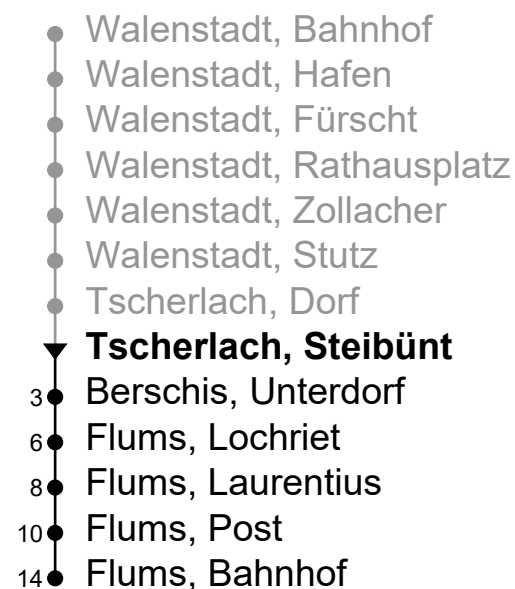 Walenstadt, Bahnhof
Walenstadt, Hafen
Walenstadt, Fürscht
Walenstadt, Rathausplatz
Walenstadt, Zollacher
Walenstadt, Stutz
Tscherlach, Dorf
Tscherlach, Steibünt
3 Berschis, Unterdorf
6 Flums, Lochriet
8 Flums, Laurentius
10 Flums, Post
14 Flums, Bahnhof